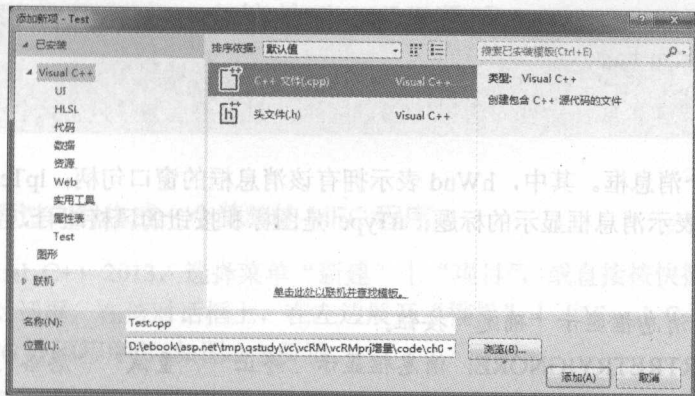 添加新项 - Test
已安装
排序依据: 默认值
搜索已安装模板(Ctrl+E)
Visual C++
UI
HLSL
代码
数据
资源
Web
实用工具
属性表
Test
图形
联机
C++ 文件(.cpp)
Visual C++
头文件(.h)
Visual C++
类型: Visual C++
创建包含 C++ 源代码的文件
单击此处以联机并查找模板。
名称(N):
Test.cpp
位置(L):
D:\ebook\asp.net\tmp\qstudy\vc\vcRM\vcRMprj增量\code\ch0
浏览(B)...
添加(A)
取消